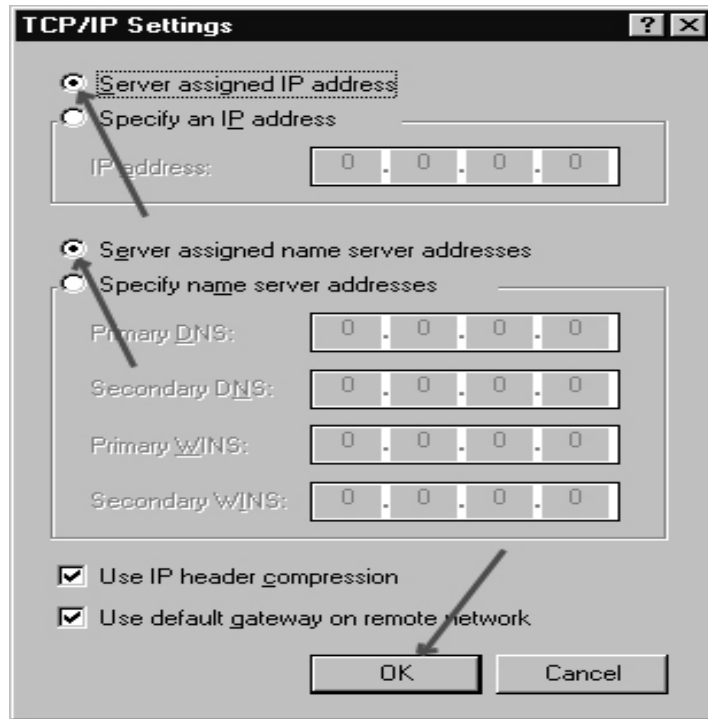 TCP/IP Settings ? ×
Server assigned IP address
Specify an IP address
IP address: 0 . 0 . 0 . 0
Server assigned name server addresses
Specify name server addresses
Primary DNS: 0 . 0 . 0 . 0
Secondary DNS: 0 . 0 . 0 . 0
Primary WINS: 0 . 0 . 0 . 0
Secondary WINS: 0 . 0 . 0 . 0
Use IP header compression
Use default gateway on remote network
OK Cancel